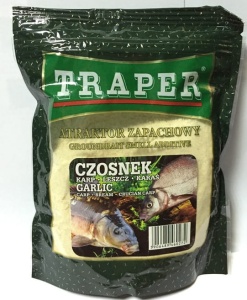 TRAPER
ATRAKTOR ZAPACHOWY
GROUNDBAIT SMELL ADDITIVE
CZOSNEK
KARP - LESZCZ - KARAŚ
GARLIC
CARP - BREAM - CRUCIAN CARP